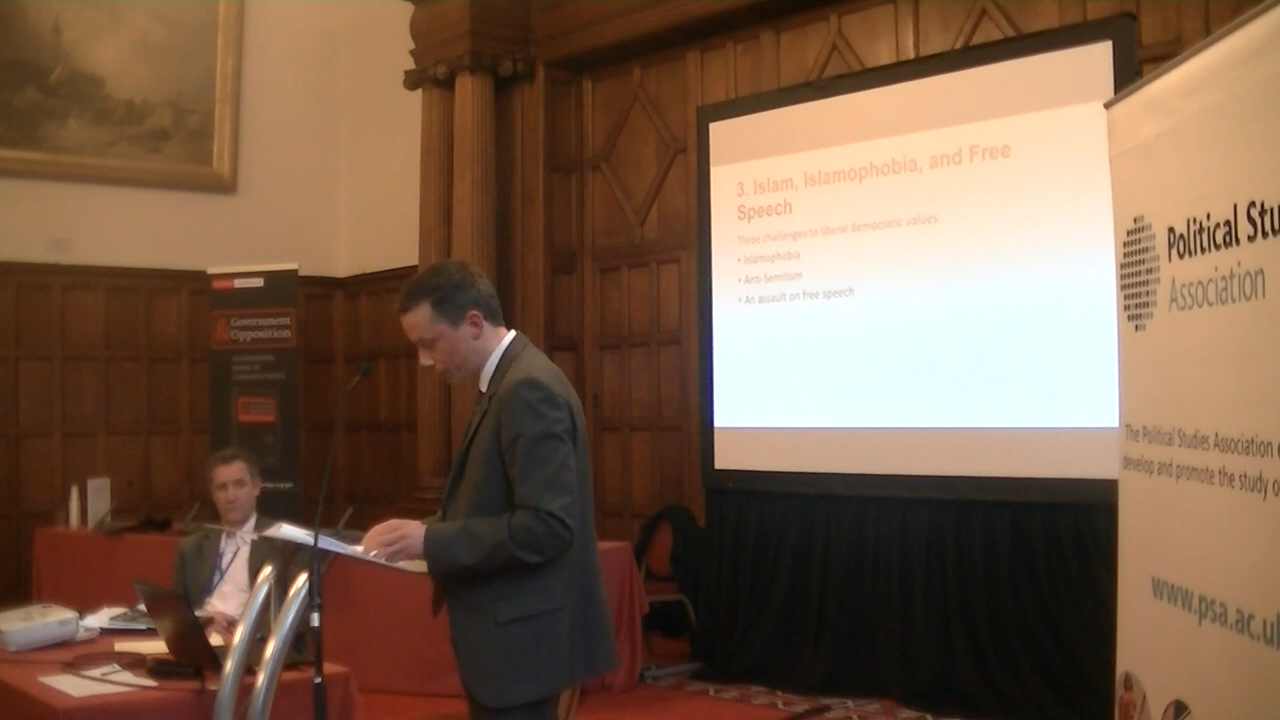 3. Islam, Islamophobia, and Free
Speech
Three challenges to liberal democratic values:
• Islamophobia
• Anti-Semitism
• An assault on free speech
Government
& Opposition
Political Stu
Association
The Political Studies Association
develop and promote the study o
www.psa.ac.u